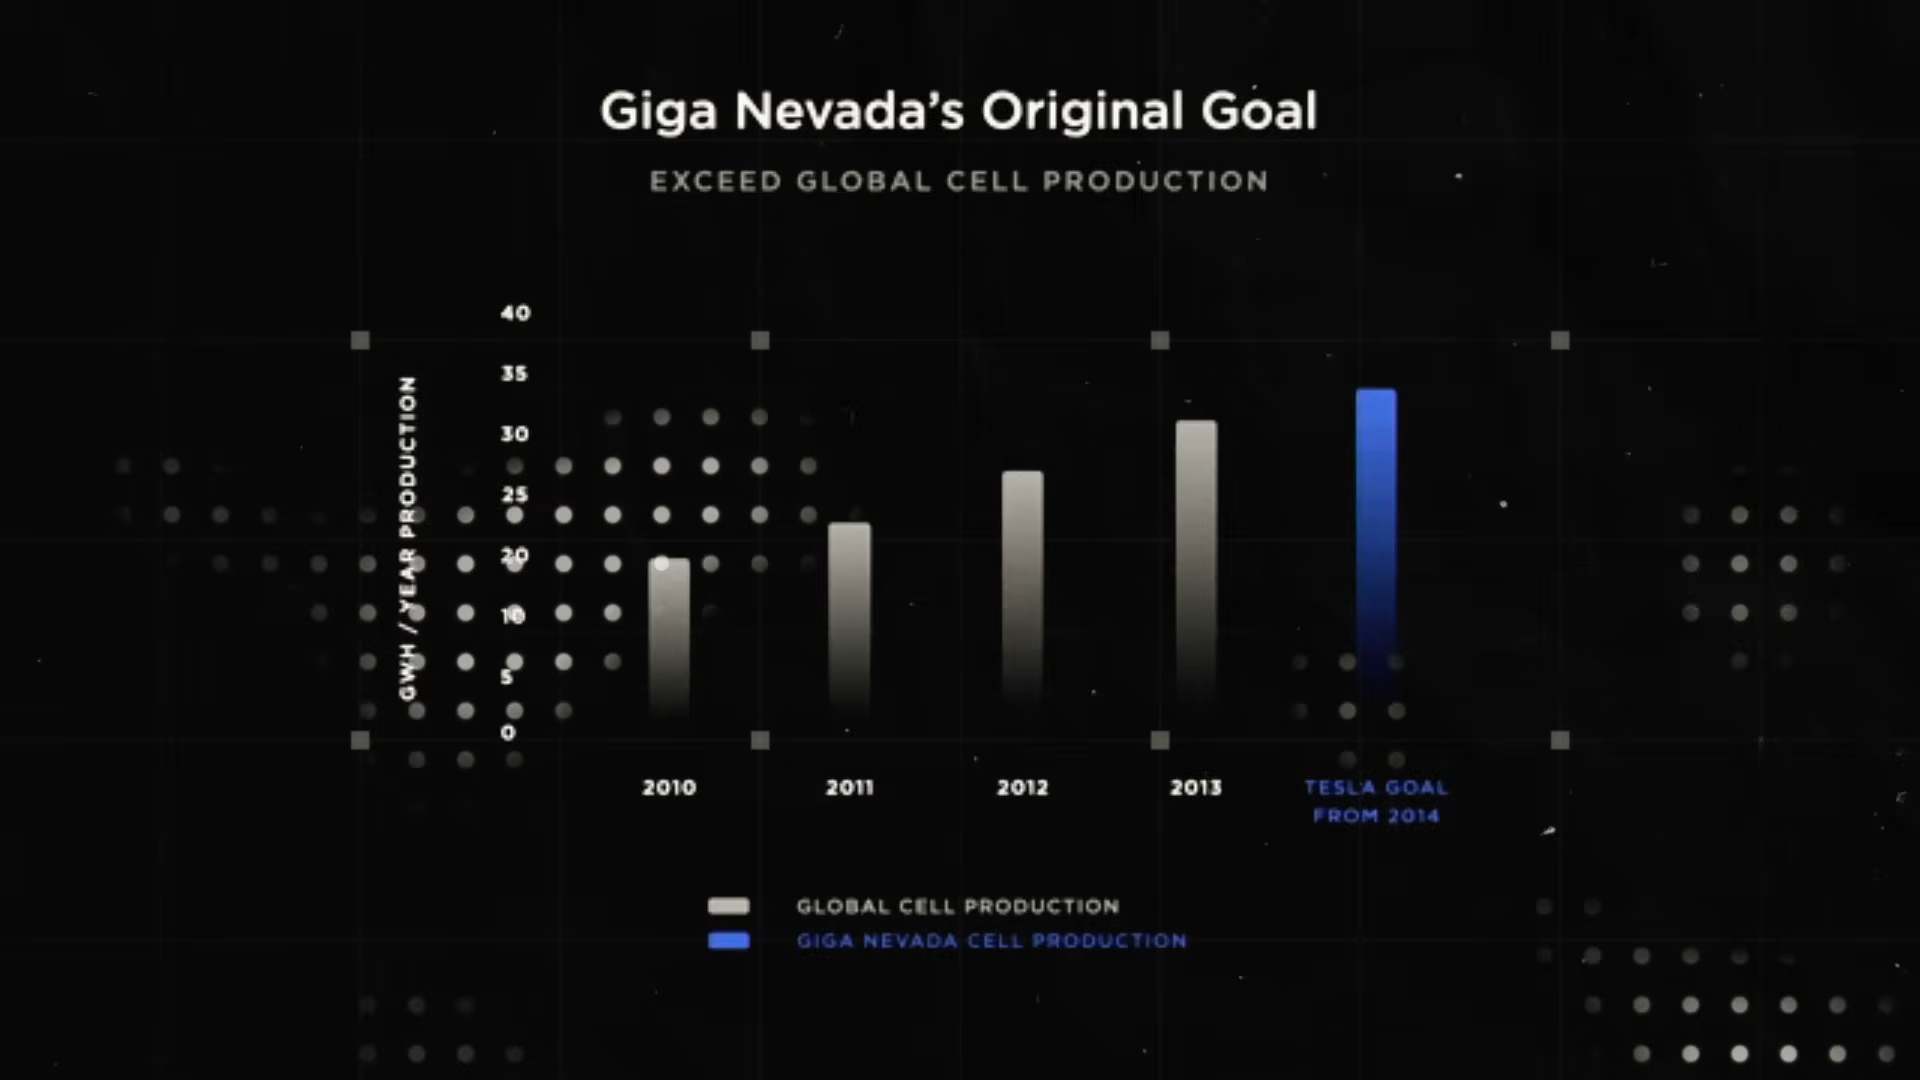 Giga Nevada’s Original Goal
EXCEED GLOBAL CELL PRODUCTION
GWH / YEAR PRODUCTION
40
35
30
25
20
10
5
0
2010
2011
2012
2013
TESLA GOAL
FROM 2014
GLOBAL CELL PRODUCTION
GIGA NEVADA CELL PRODUCTION